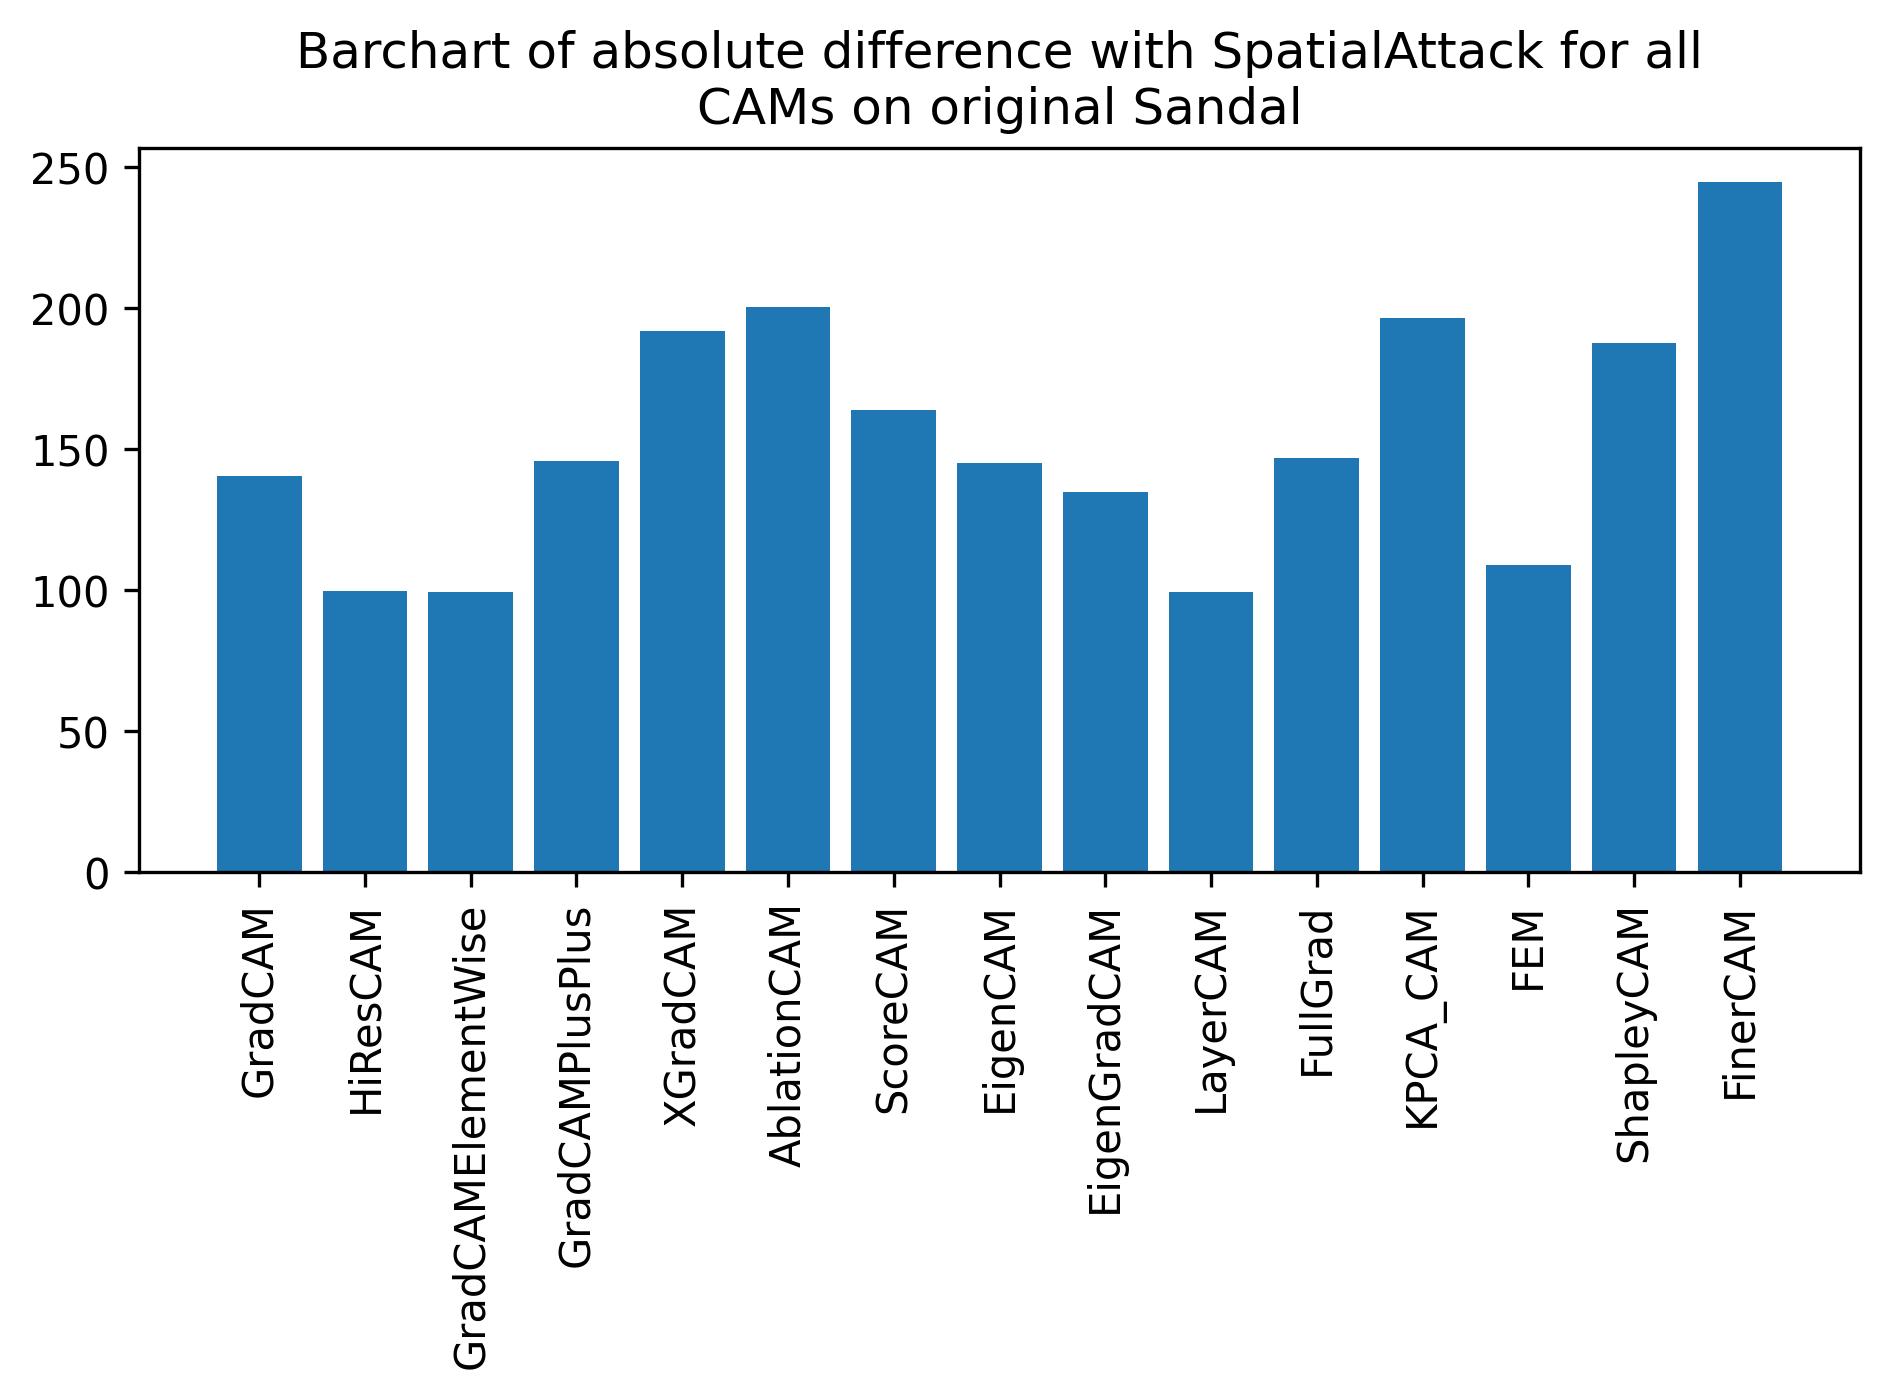 Barchart of absolute difference with SpatialAttack for all
CAMs on original Sandal
250
200
150
100
50
0
GradCAM
HiResCAM
GradCAMElementWise
GradCAMPlusPlus
XGradCAM
AblationCAM
ScoreCAM
EigenCAM
EigenGradCAM
LayerCAM
FullGrad
KPCA_CAM
FEM
ShapleyCAM
FinerCAM